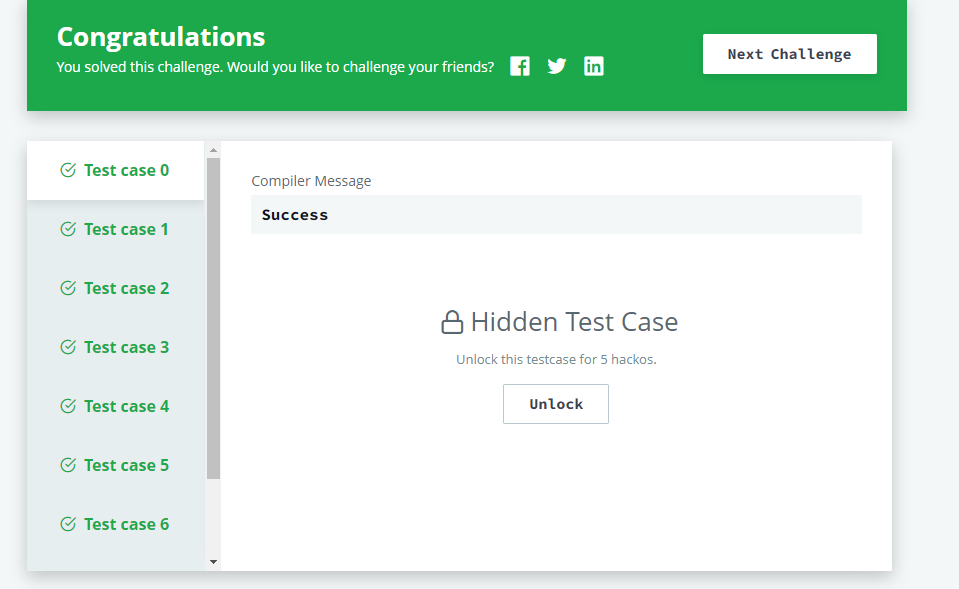 Congratulations
You solved this challenge. Would you like to challenge your friends?
Next Challenge
Test case 0
Test case 1
Test case 2
Test case 3
Test case 4
Test case 5
Test case 6
Compiler Message
Success
Hidden Test Case
Unlock this testcase for 5 hackos.
Unlock